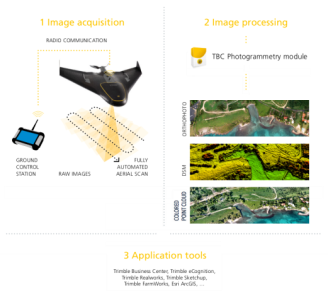 1 Image acquisition
RADIO COMMUNICATION
GROUND
CONTROL
STATION
RAW IMAGES
FULLY
AUTOMATED
AERIAL SCAN
2 Image processing
TBC Photogrammetry module
ORTHOPHOTO
DSM
COLORED
POINT CLOUD
3 Application tools
Trimble Business Center, Trimble eCognition,
Trimble Realworks, Trimble Sketchup,
Trimble FarmWorks, Esri ArcGIS, ...